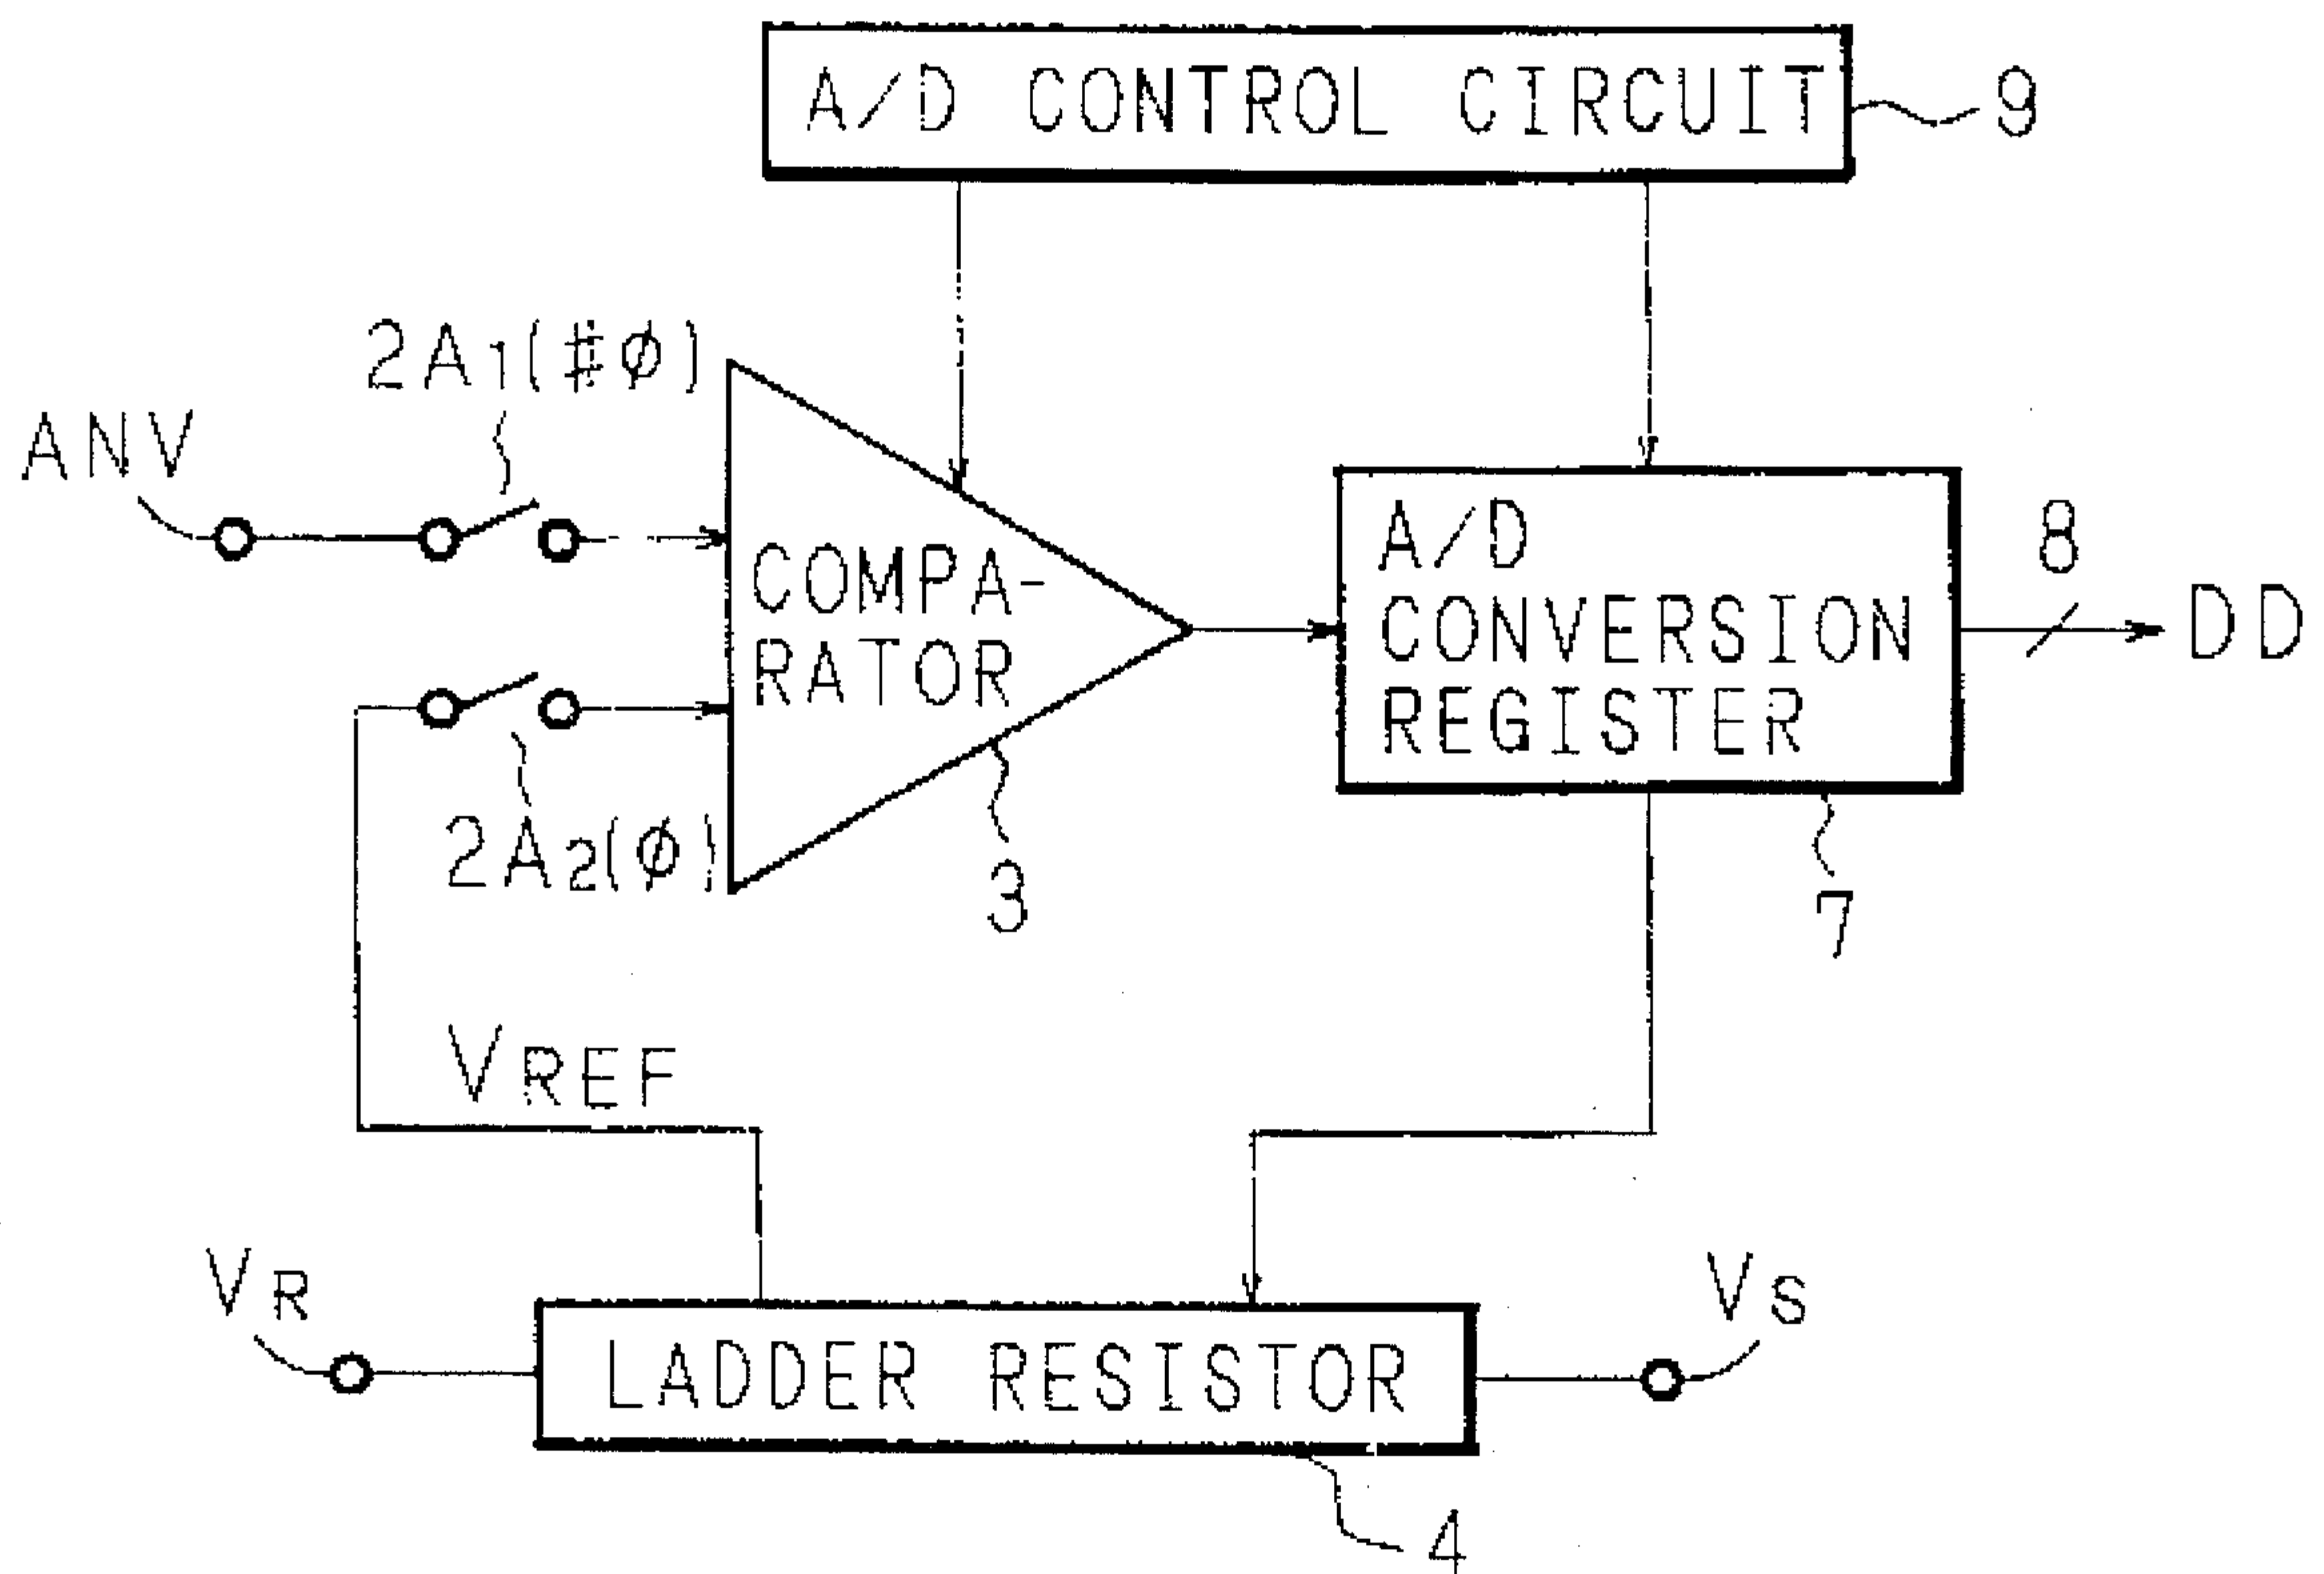 A/D CONTROL CIRCUIT
9
2A1(#ø)
ANV
COMPA-
RATOR
A/D
CONVERSION
REGISTER
8
DD
2A2(ø)
3
7
VREF
VR
VS
LADDER RESISTOR
4